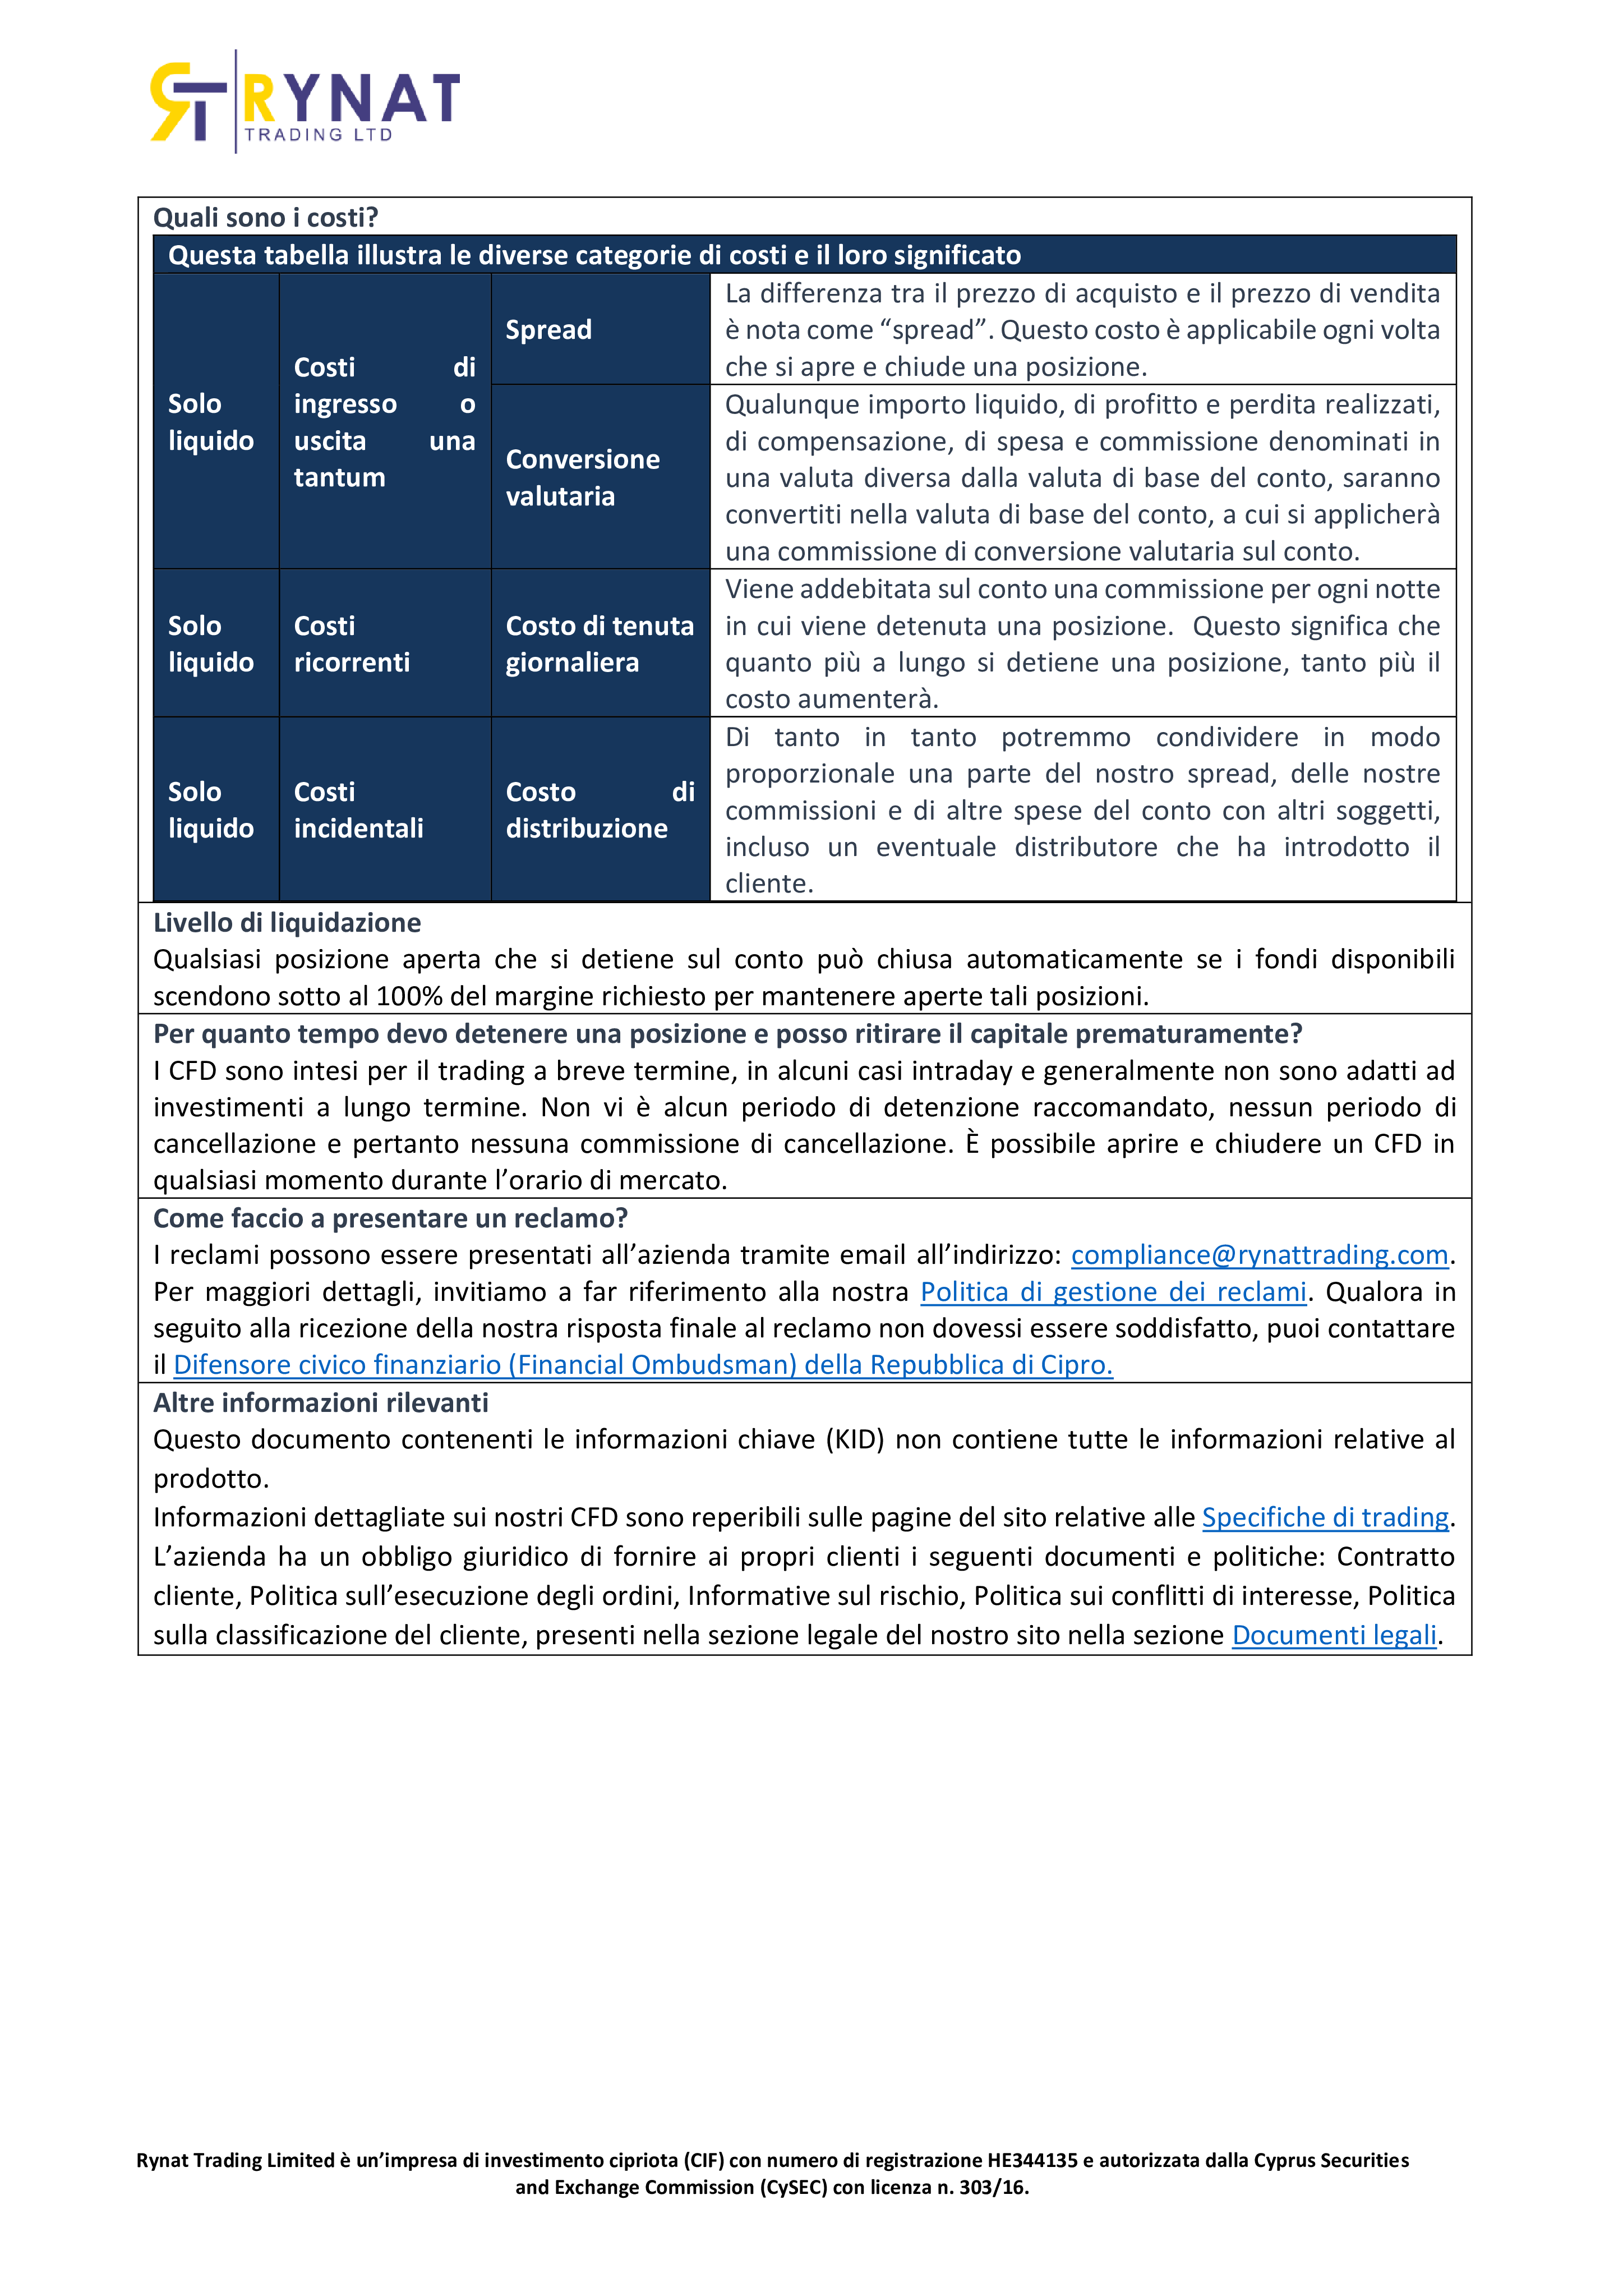 RYNAT
TRADING LTD
Quali sono i costi?
Questa tabella illustra le diverse categorie di costi e il loro significato
Solo
liquido
Costi di
ingresso o
uscita una
tantum
Spread
La differenza tra il prezzo di acquisto e il prezzo di vendita
è nota come “spread”. Questo costo è applicabile ogni volta
che si apre e chiude una posizione.
Conversione
valutaria
Qualunque importo liquido, di profitto e perdita realizzati,
di compensazione, di spesa e commissione denominati in
una valuta diversa dalla valuta di base del conto, saranno
convertiti nella valuta di base del conto, a cui si applicherà
una commissione di conversione valutaria sul conto.
Solo
liquido
Costi
ricorrenti
Costo di tenuta
giornaliera
Viene addebitata sul conto una commissione per ogni notte
in cui viene detenuta una posizione.  Questo significa che
quanto più a lungo si detiene una posizione, tanto più il
costo aumenterà.
Solo
liquido
Costi
incidentali
Costo di
distribuzione
Di tanto in tanto potremmo condividere in modo
proporzionale una parte del nostro spread, delle nostre
commissioni e di altre spese del conto con altri soggetti,
incluso un eventuale distributore che ha introdotto il
cliente.
Livello di liquidazione
Qualsiasi posizione aperta che si detiene sul conto può chiusa automaticamente se i fondi disponibili
scendono sotto al 100% del margine richiesto per mantenere aperte tali posizioni.
Per quanto tempo devo detenere una posizione e posso ritirare il capitale prematuramente?
I CFD sono intesi per il trading a breve termine, in alcuni casi intraday e generalmente non sono adatti ad
investimenti a lungo termine. Non vi è alcun periodo di detenzione raccomandato, nessun periodo di
cancellazione e pertanto nessuna commissione di cancellazione. È possibile aprire e chiudere un CFD in
qualsiasi momento durante l’orario di mercato.
Come faccio a presentare un reclamo?
I reclami possono essere presentati all’azienda tramite email all’indirizzo: compliance@rynattrading.com.
Per maggiori dettagli, invitiamo a far riferimento alla nostra Politica di gestione dei reclami. Qualora in
seguito alla ricezione della nostra risposta finale al reclamo non dovessi essere soddisfatto, puoi contattare
il Difensore civico finanziario (Financial Ombudsman) della Repubblica di Cipro.
Altre informazioni rilevanti
Questo documento contenenti le informazioni chiave (KID) non contiene tutte le informazioni relative al
prodotto.
Informazioni dettagliate sui nostri CFD sono reperibili sulle pagine del sito relative alle Specifiche di trading.
L’azienda ha un obbligo giuridico di fornire ai propri clienti i seguenti documenti e politiche: Contratto
cliente, Politica sull’esecuzione degli ordini, Informative sul rischio, Politica sui conflitti di interesse, Politica
sulla classificazione del cliente, presenti nella sezione legale del nostro sito nella sezione Documenti legali.
Rynat Trading Limited è un’impresa di investimento cipriota (CIF) con numero di registrazione HE344135 e autorizzata dalla Cyprus Securities
and Exchange Commission (CySEC) con licenza n. 303/16.